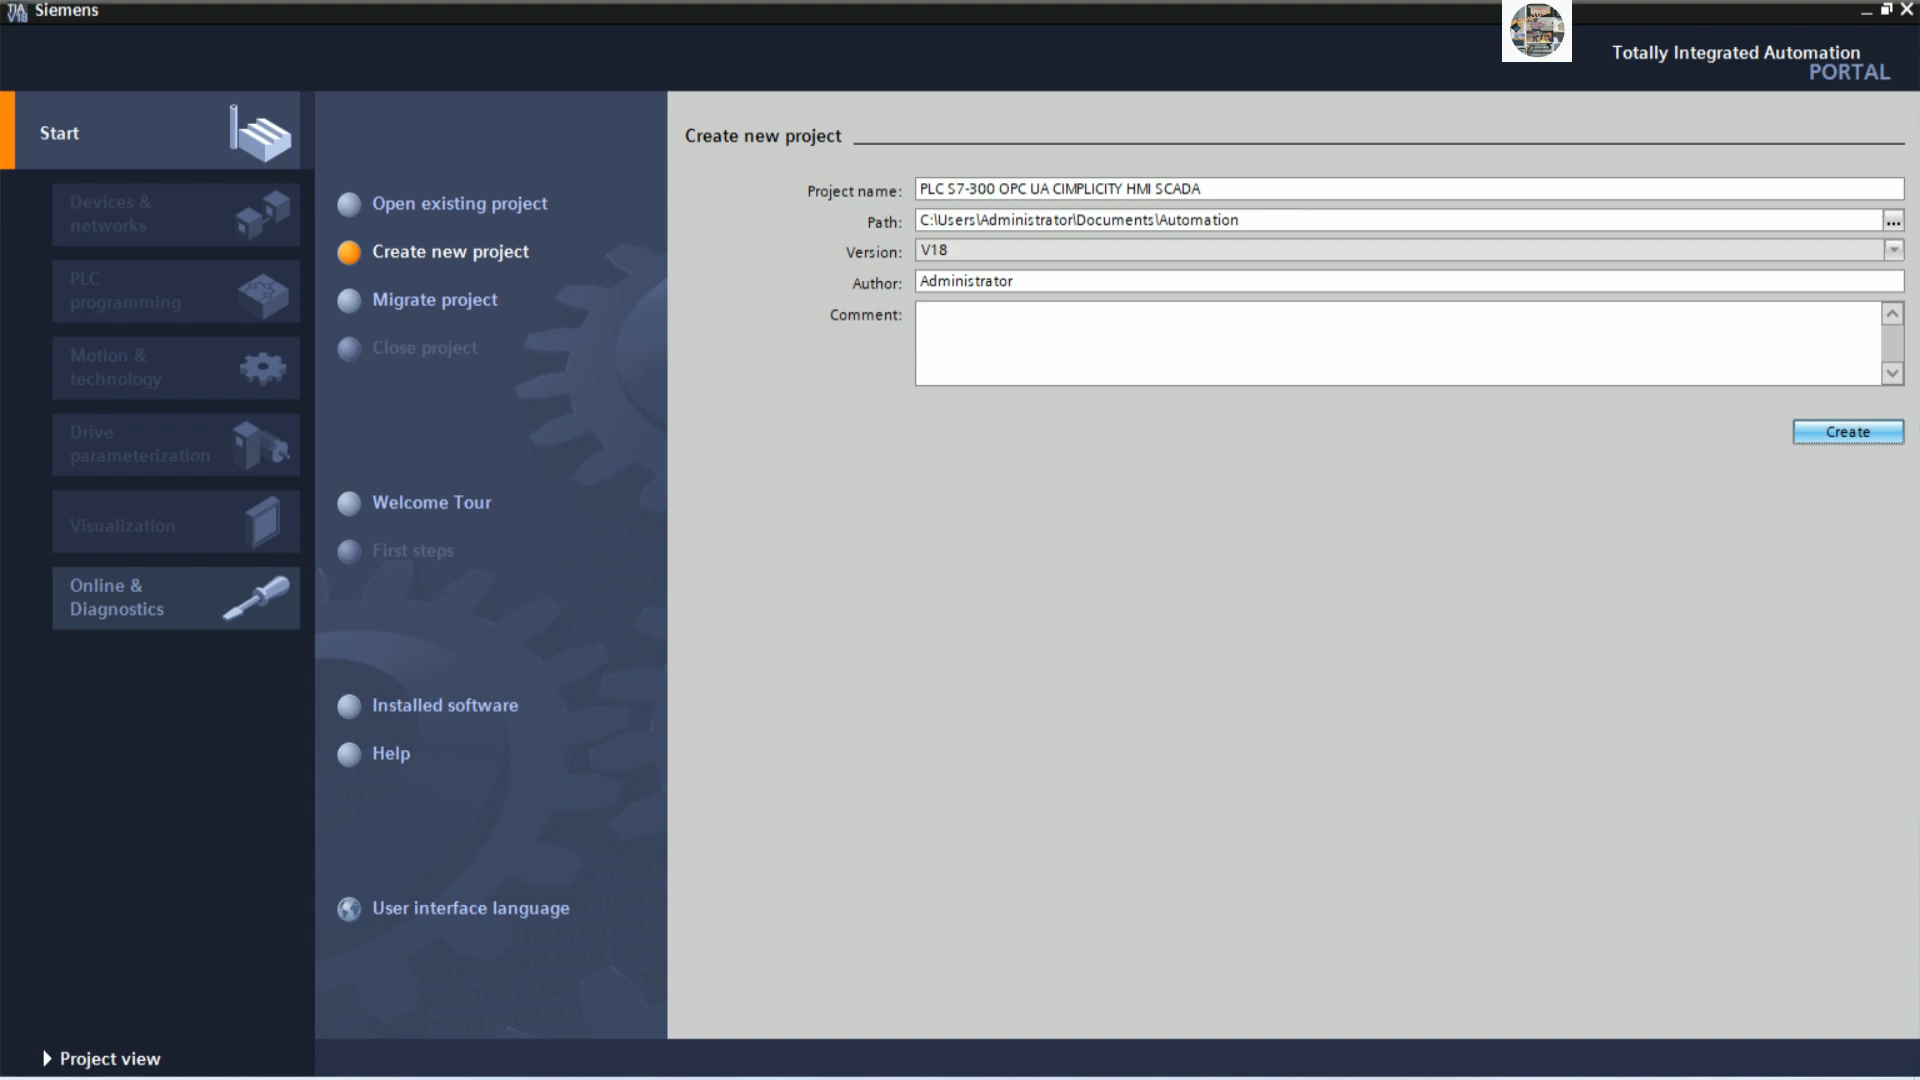 Siemens
Totally Integrated Automation
PORTAL
Start
Devices &
networks
PLC
programming
Motion &
technology
Drive
parameterization
Visualization
Online &
Diagnostics
Open existing project
Create new project
Migrate project
Close project
Welcome Tour
First steps
Installed software
Help
User interface language
Create new project
Project name: PLC S7-300 OPC UA CIMPLICITY HMI SCADA
Path: C:\Users\Administrator\Documents\Automation ...
Version: V18
Author: Administrator
Comment:
Create
Project view